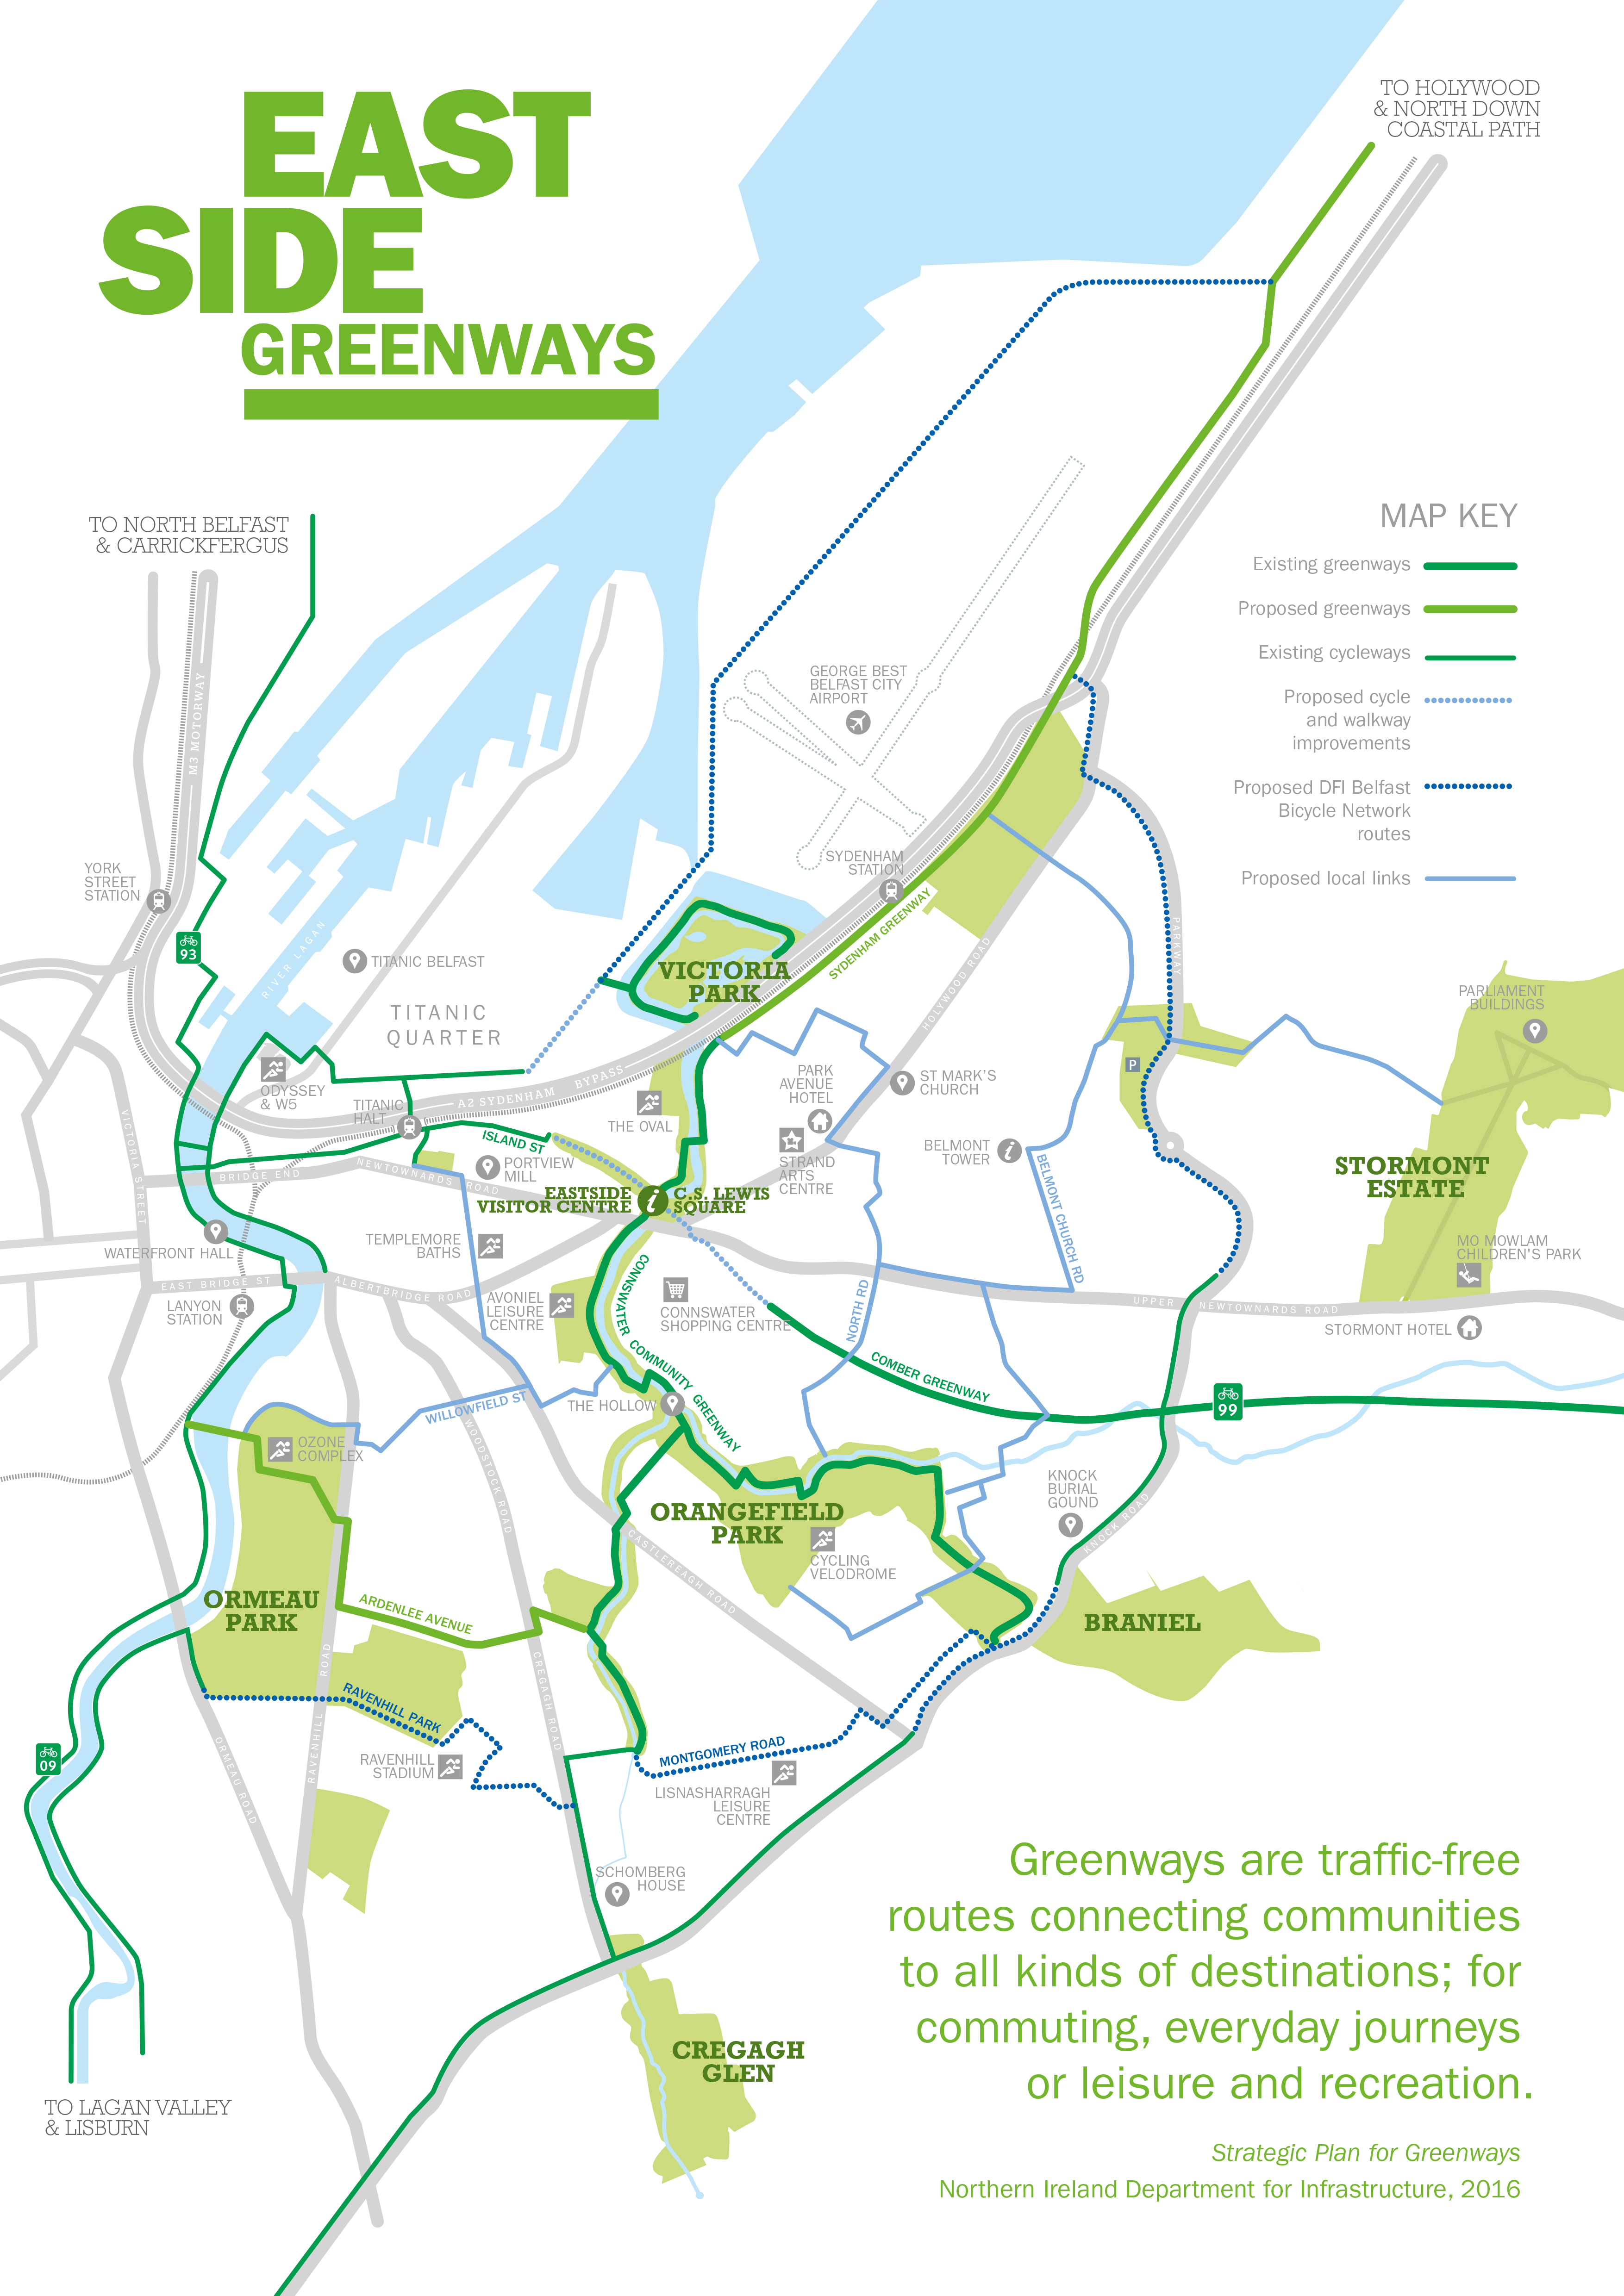 EAST
SIDE
GREENWAYS
TO HOLYWOOD
& NORTH DOWN
COASTAL PATH
TO NORTH BELFAST
& CARRICKFERGUS
MAP KEY
Existing greenways
Proposed greenways
Existing cycleways
Proposed cycle
and walkway
improvements
Proposed DFI Belfast
Bicycle Network
routes
Proposed local links
M3 MOTORWAY
GEORGE BEST
BELFAST CITY
AIRPORT
YORK
STREET
STATION
93
RIVER LAGAN
TITANIC BELFAST
TITANIC
QUARTER
SYDENHAM
STATION
SYDENHAM GREENWAY
VICTORIA
PARK
HOLYWOOD ROAD
PARKWAY
PARLIAMENT
BUILDINGS
ODYSSEY
& W5
A2 SYDENHAM BYPASS
TITANIC
HALT
THE OVAL
PARK
AVENUE
HOTEL
ST MARK'S
CHURCH
P
VICTORIA STREET
BRIDGE END
NEWTOWNARDS ROAD
ISLAND ST
PORTVIEW
MILL
EASTSIDE
VISITOR CENTRE
C.S. LEWIS
SQUARE
STRAND
ARTS
CENTRE
BELMONT
TOWER
BELMONT CHURCH RD
STORMONT
ESTATE
WATERFRONT HALL
TEMPLEMORE
BATHS
MO MOWLAM
CHILDREN'S PARK
EAST BRIDGE ST
ALBERTBRIDGE ROAD
LANYON
STATION
AVONIEL
LEISURE
CENTRE
CONNSWATER COMMUNITY GREENWAY
CONNSWATER
SHOPPING CENTRE
NORTH RD
UPPER NEWTOWNARDS ROAD
STORMONT HOTEL
COMBER GREENWAY
99
WILLOWFIELD ST
THE HOLLOW
OZONE
COMPLEX
WOODSTOCK ROAD
KNOCK
BURIAL
GOUND
KNOCK ROAD
ORANGEFIELD
PARK
CYCLING
VELODROME
CASTLEREAGH ROAD
ORMEAU
PARK
ARDENLEE AVENUE
BRANIEL
RAVENHILL ROAD
CREGAGH ROAD
RAVENHILL PARK
MONTGOMERY ROAD
09
ORMEAU ROAD
RAVENHILL
STADIUM
LISNASHARRAGH
LEISURE
CENTRE
SCHOMBERG
HOUSE
CREGAGH
GLEN
TO LAGAN VALLEY
& LISBURN
Greenways are traffic-free
routes connecting communities
to all kinds of destinations; for
commuting, everyday journeys
or leisure and recreation.
Strategic Plan for Greenways
Northern Ireland Department for Infrastructure, 2016